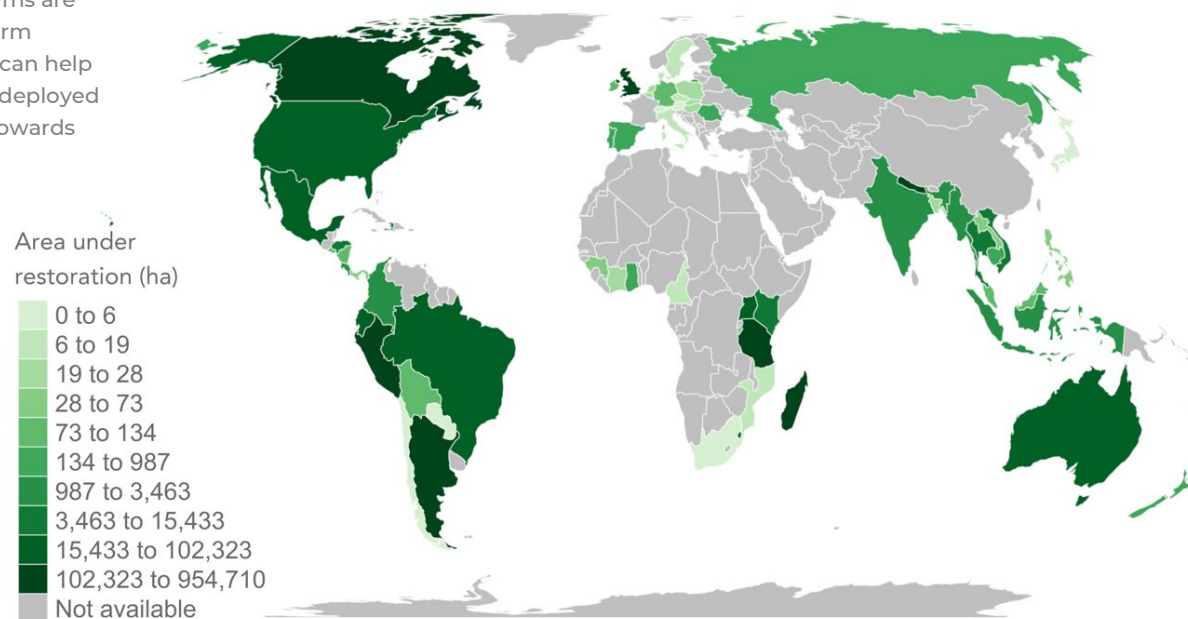 ms are
rm
can help
deployed
owards
Area under
restoration (ha)
0 to 6
6 to 19
19 to 28
28 to 73
73 to 134
134 to 987
987 to 3,463
3,463 to 15,433
15,433 to 102,323
102,323 to 954,710
Not available